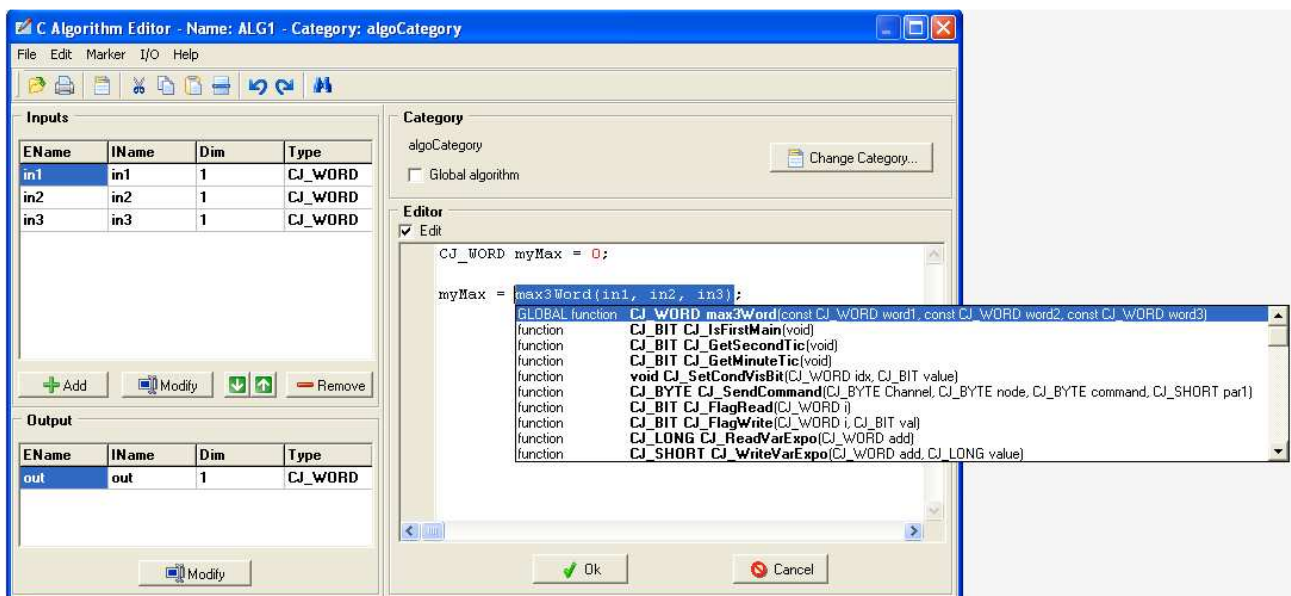 C Algorithm Editor - Name: ALG1 - Category: algoCategory
File Edit Marker I/O Help
Inputs
EName IName Dim Type
in1 in1 1 CJ_WORD
in2 in2 1 CJ_WORD
in3 in3 1 CJ_WORD
Add Modify Remove
Output
EName IName Dim Type
out out 1 CJ_WORD
Modify
Category
algoCategory
Change Category...
Global algorithm
Editor
Edit
CJ_WORD myMax = 0;
myMax = max3Word(in1, in2, in3);
GLOBAL function CJ_WORD max3Word(const CJ_WORD word1, const CJ_WORD word2, const CJ_WORD word3)
function CJ_BIT CJ_IsFirstMain(void)
function CJ_BIT CJ_GetSecondTic(void)
function CJ_BIT CJ_GetMinuteTic(void)
function void CJ_SetCondVisBit(CJ_WORD idx, CJ_BIT value)
function CJ_BYTE CJ_SendCommand(CJ_BYTE Channel, CJ_BYTE node, CJ_BYTE command, CJ_SHORT par1)
function CJ_BIT CJ_FlagRead(CJ_WORD i)
function CJ_BIT CJ_FlagWrite(CJ_WORD i, CJ_BIT val)
function CJ_LONG CJ_ReadVarExpo(CJ_WORD add)
function CJ_SHORT CJ_WriteVarExpo(CJ_WORD add, CJ_LONG value)
Ok Cancel